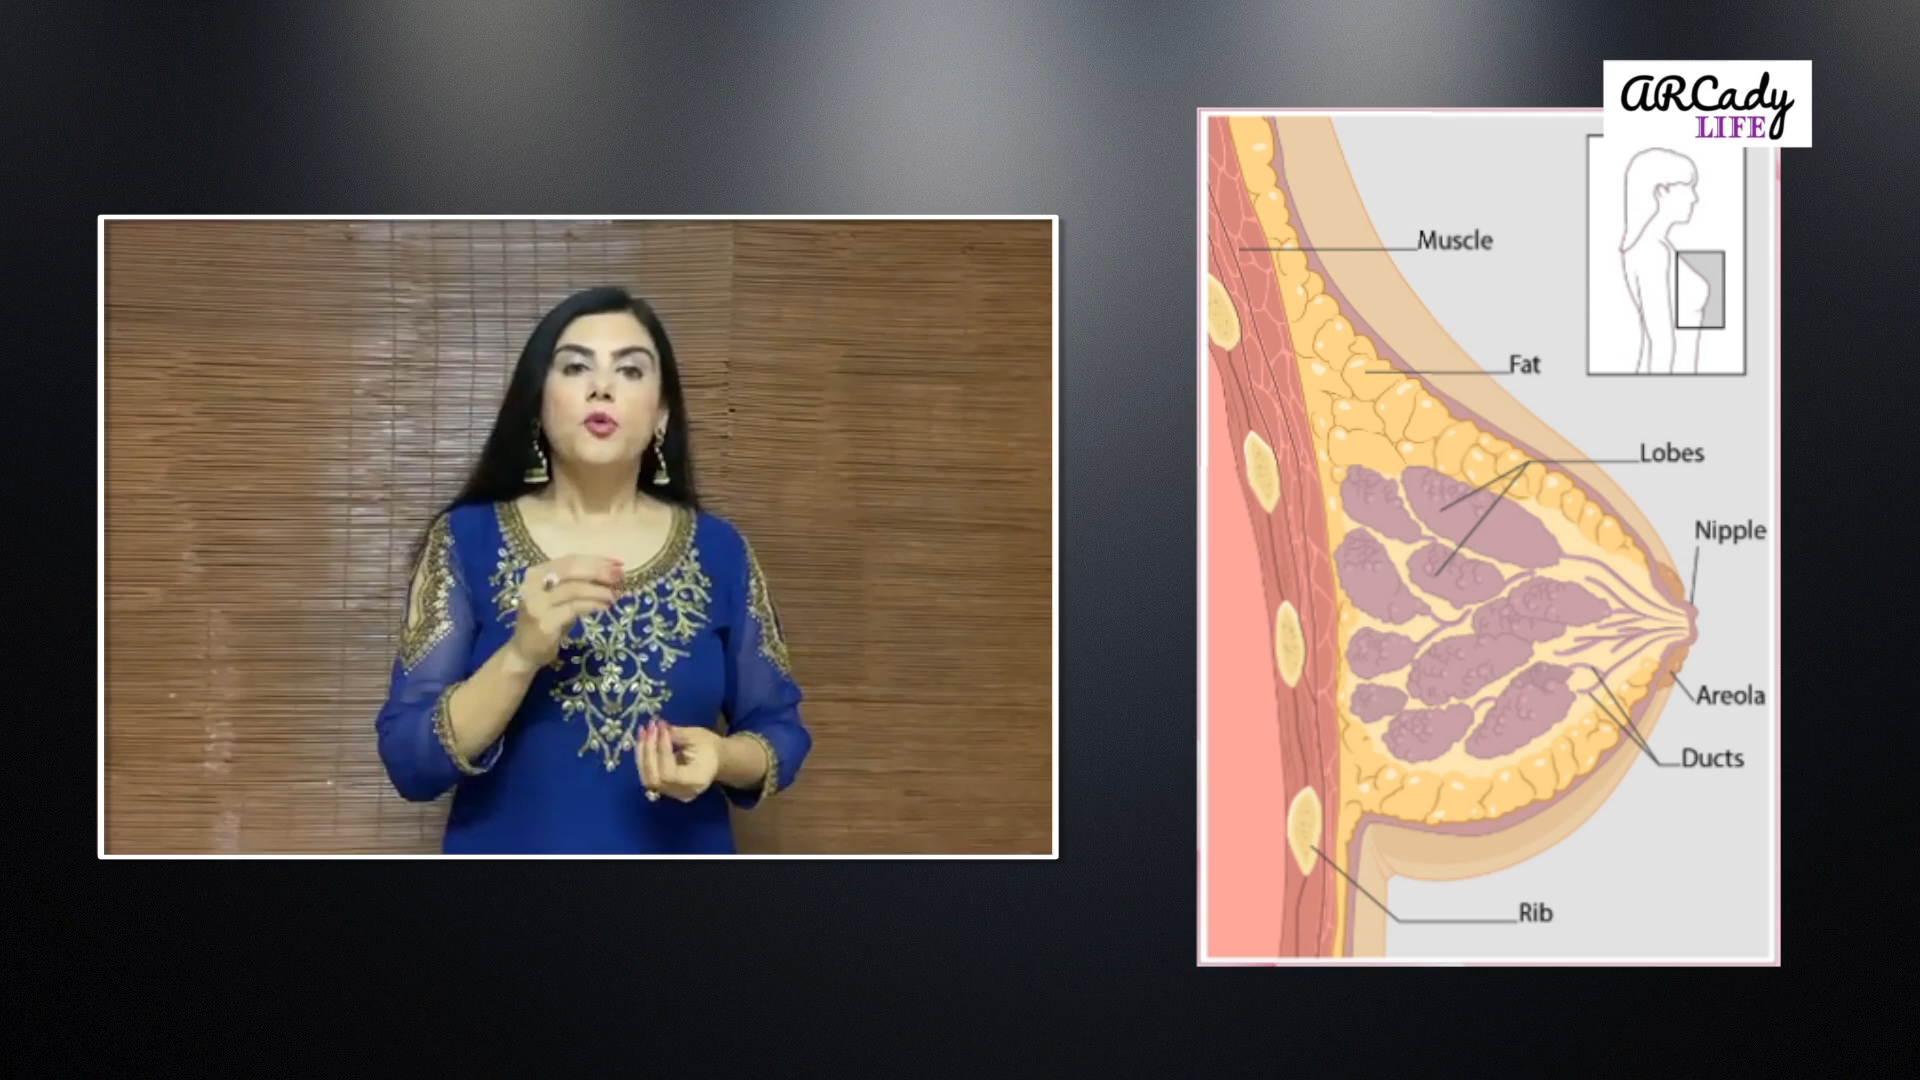 ARCady
LIFE
Muscle
Fat
Lobes
Nipple
Areola
Ducts
Rib